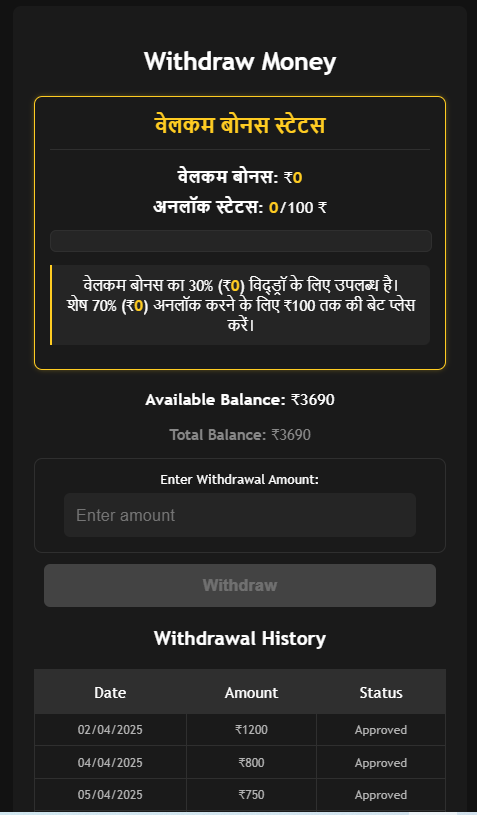 Withdraw Money
वेलकम बोनस स्टेटस
वेलकम बोनस: ₹0
अनलॉक स्टेटस: 0/100 ₹
वेलकम बोनस का 30% (₹0) विद्ड्रॉ के लिए उपलब्ध है।
शेष 70% (₹0) अनलॉक करने के लिए ₹100 तक की बेट प्लेस
करें।
Available Balance: ₹3690
Total Balance: ₹3690
Enter Withdrawal Amount:
Enter amount
Withdraw
Withdrawal History
Date Amount Status
02/04/2025 ₹1200 Approved
04/04/2025 ₹800 Approved
05/04/2025 ₹750 Approved